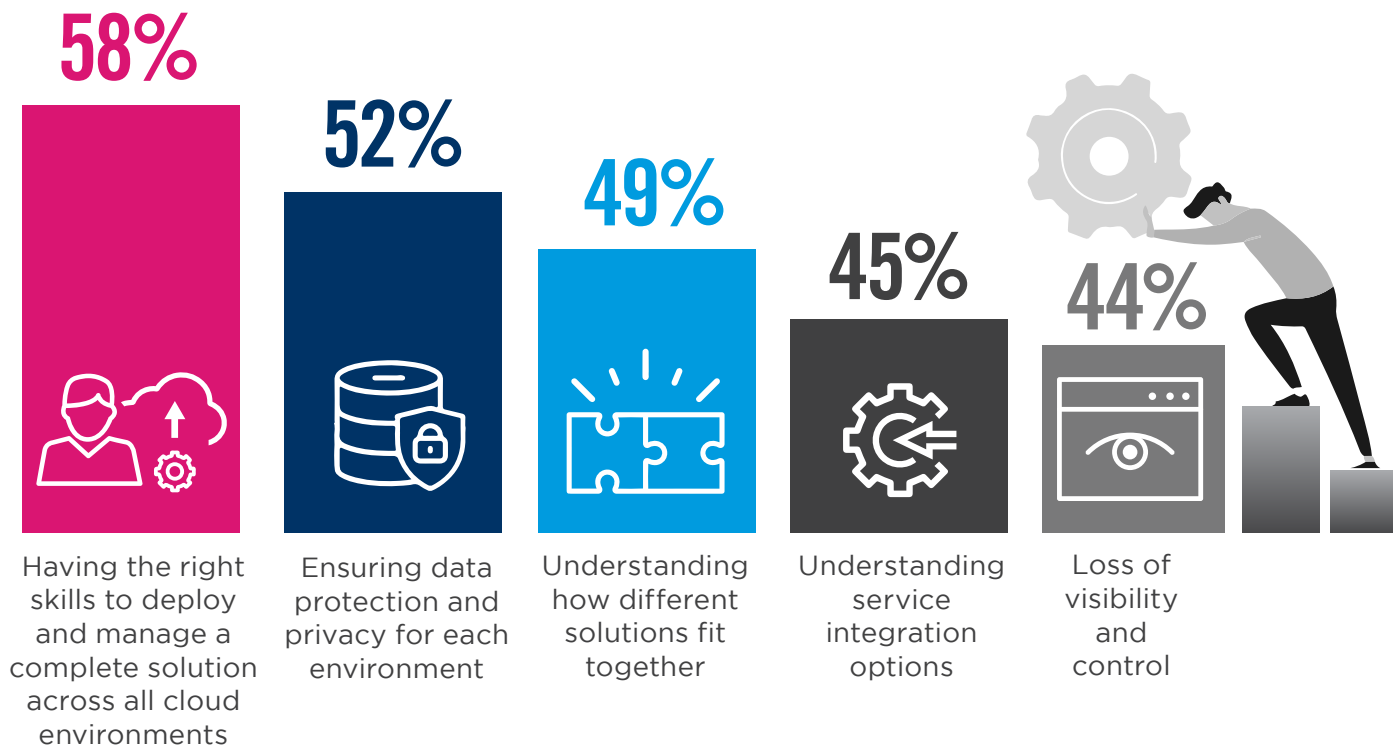 58%
52%
49%
45%
44%
Having the right
skills to deploy
and manage a
complete solution
across all cloud
environments
Ensuring data
protection and
privacy for each
environment
Understanding
how different
solutions fit
together
Understanding
service
integration
options
Loss of
visibility
and
control